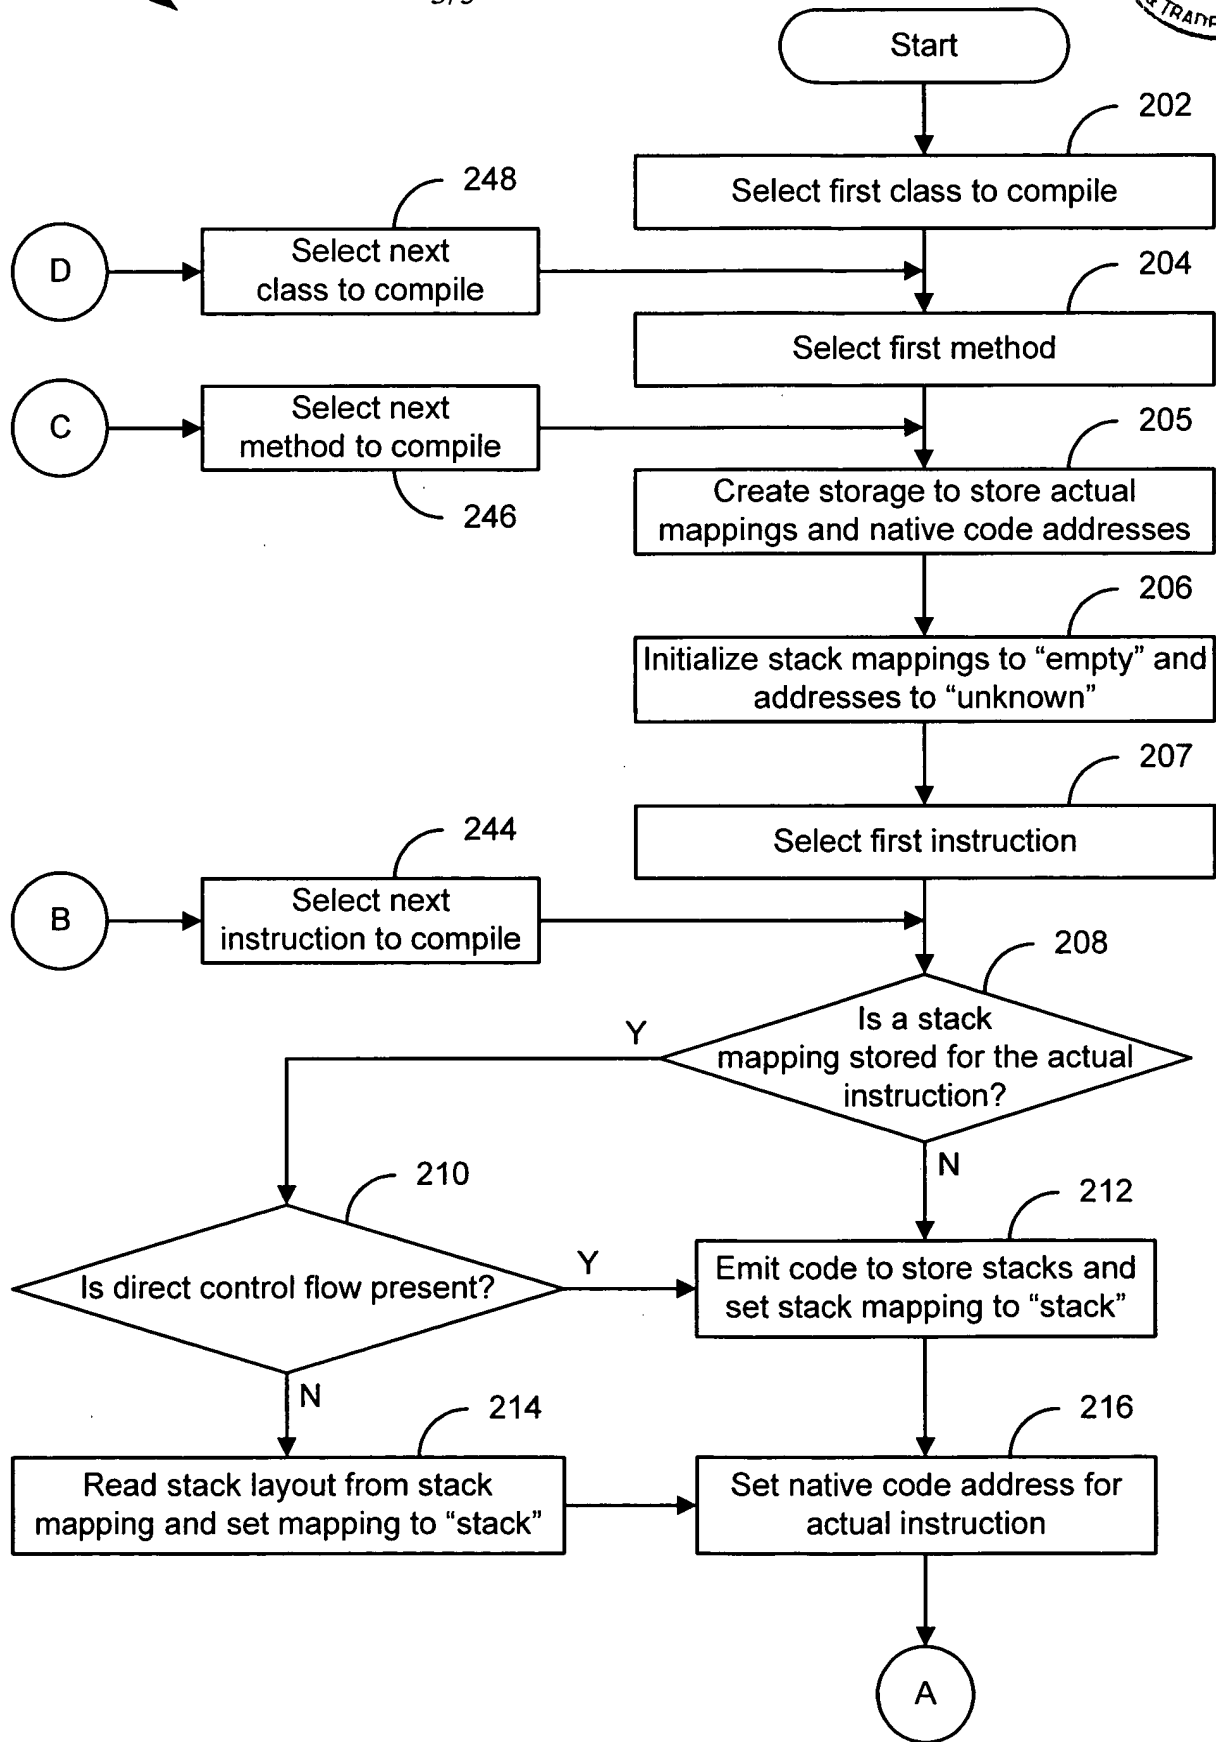 & TRADE
Start
202
Select first class to compile
248
D
Select next
class to compile
204
Select first method
C
Select next
method to compile
246
205
Create storage to store actual
mappings and native code addresses
206
Initialize stack mappings to “empty” and
addresses to “unknown”
207
Select first instruction
244
B
Select next
instruction to compile
208
Is a stack
mapping stored for the actual
instruction?
Y
N
210
Is direct control flow present?
Y
212
Emit code to store stacks and
set stack mapping to “stack”
N
214
Read stack layout from stack
mapping and set mapping to “stack”
216
Set native code address for
actual instruction
A